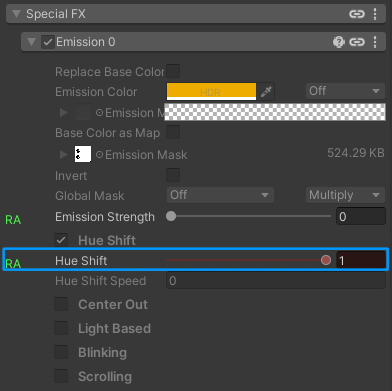 Special FX
Emission 0
Replace Base Color
Emission Color HDR Off
Emission M
Base Color as Map
Emission Mask 524.29 KB
Invert
Global Mask Off Multiply
RA Emission Strength 0
Hue Shift
RA Hue Shift 1
Hue Shift Speed 0
Center Out
Light Based
Blinking
Scrolling